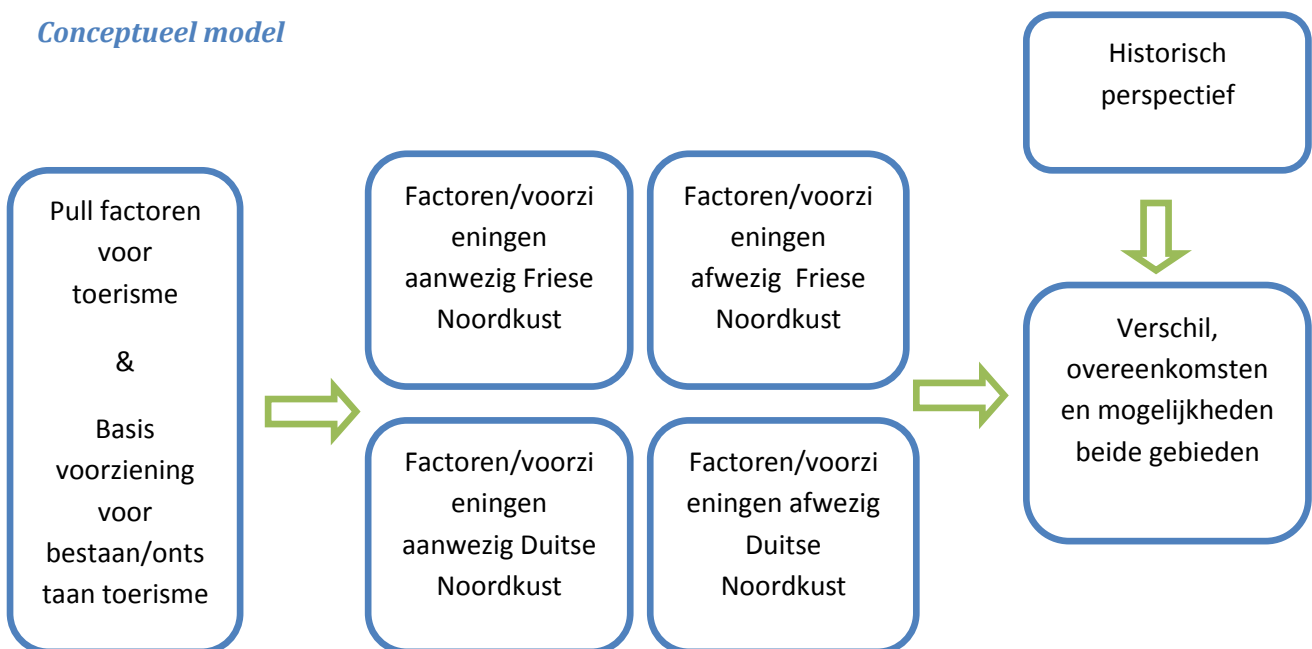 Conceptueel model
Historisch
perspectief
Pull factoren
voor
toerisme
&
Basis
voorziening
voor
bestaan/onts
taan toerisme
Factoren/voorzi
eningen
aanwezig Friese
Noordkust
Factoren/voorzi
eningen
afwezig Friese
Noordkust
Factoren/voorzi
eningen
aanwezig Duitse
Noordkust
Factoren/voorzi
eningen afwezig
Duitse
Noordkust
Verschil,
overeenkomsten
en mogelijkheden
beide gebieden